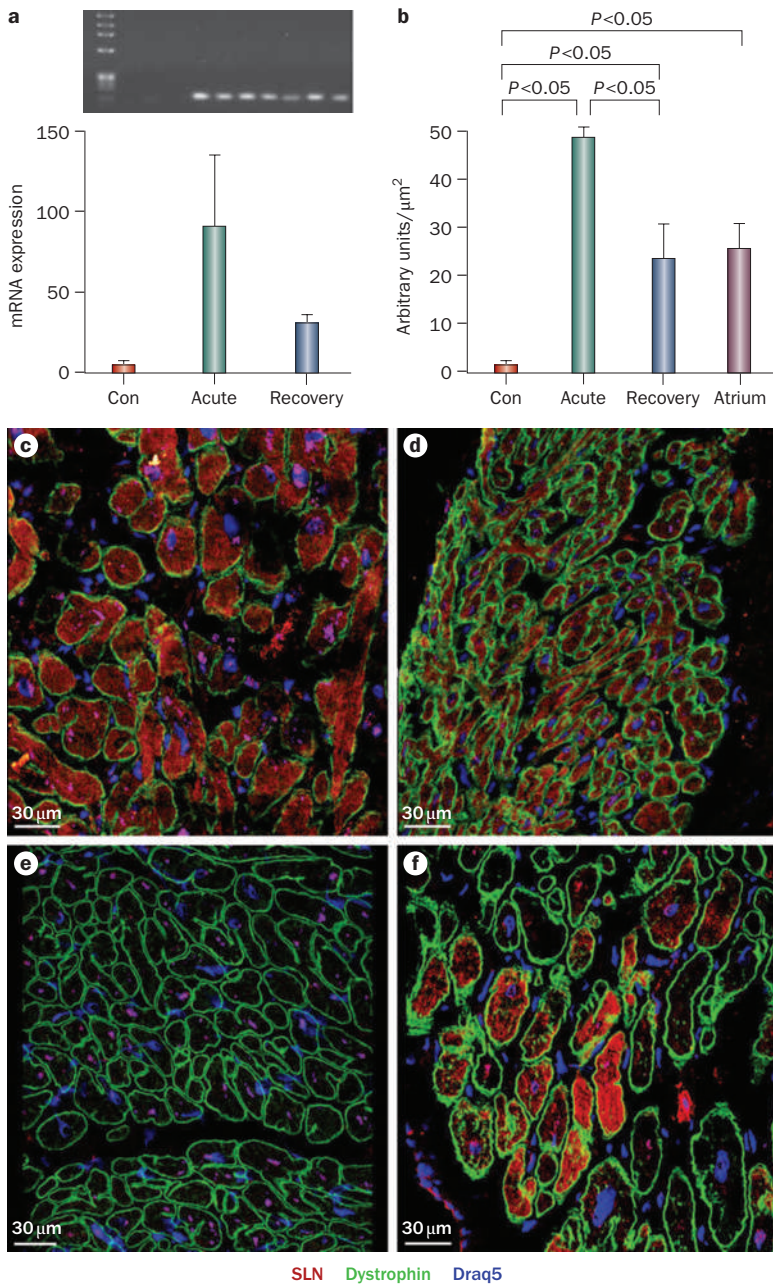 a
150
100
50
0
mRNA expression
Con Acute Recovery
b
P<0.05
P<0.05
P<0.05 P<0.05
50
40
30
20
10
0
Arbitrary units/μm²
Con Acute Recovery Atrium
c
30 μm
d
30 μm
e
30 μm
f
30 μm
SLN Dystrophin Draq5